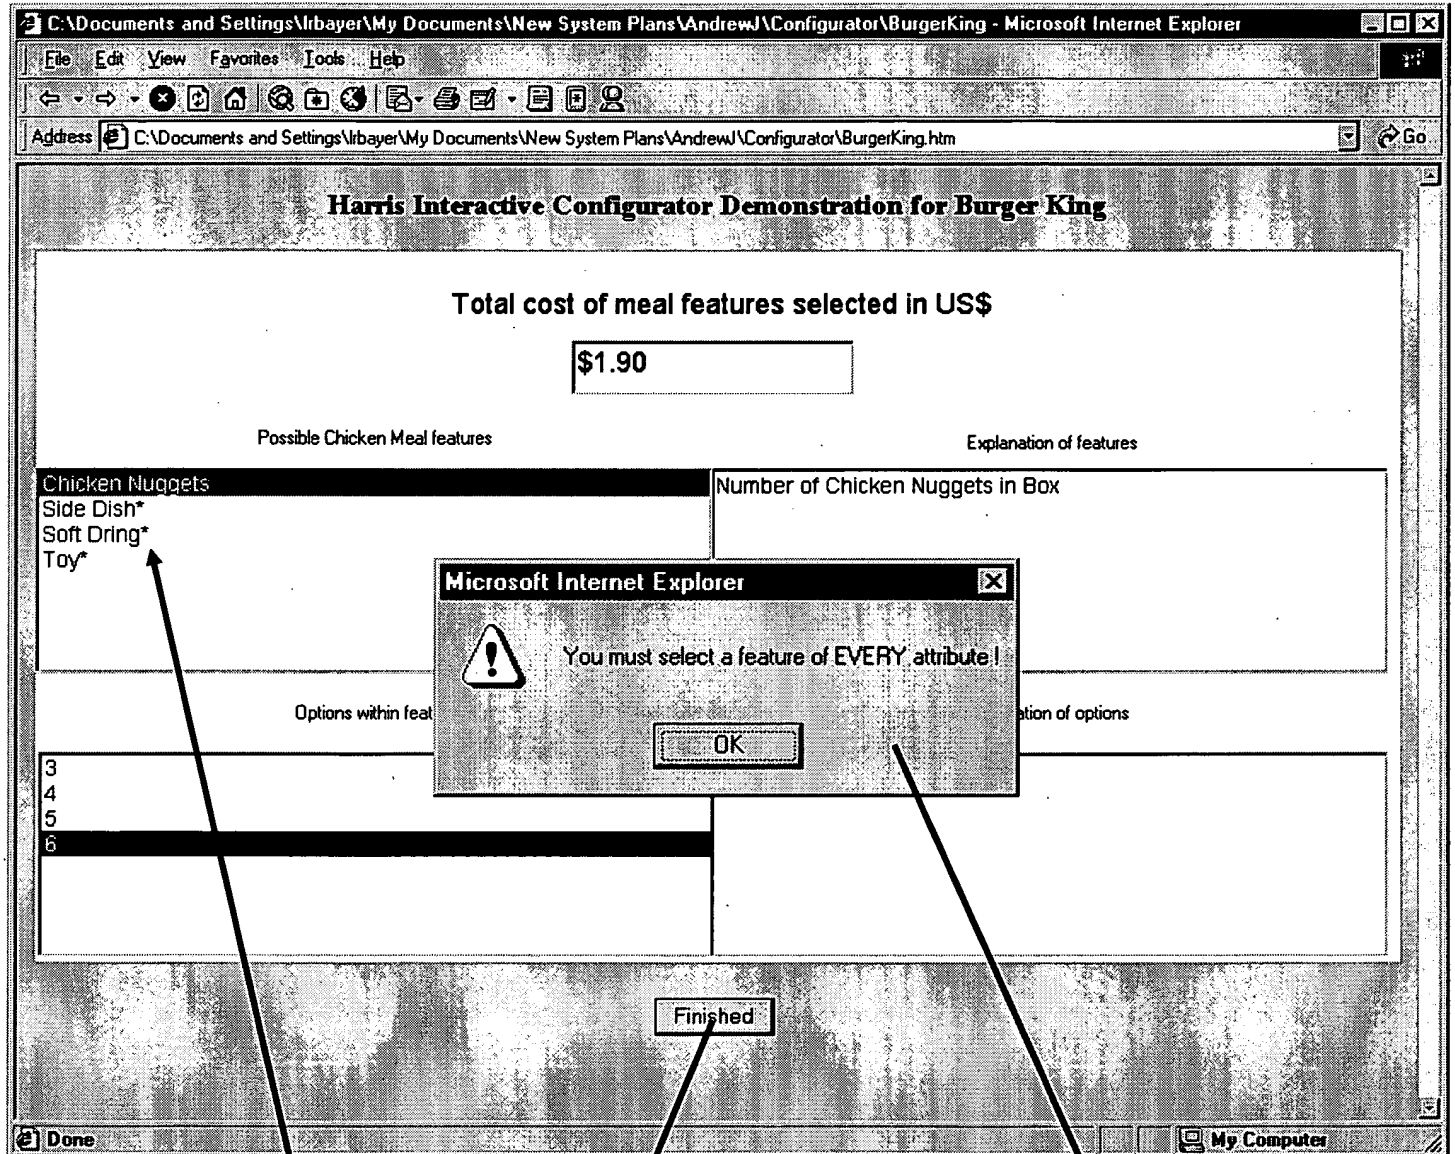 C:\Documents and Settings\lrbayer\My Documents\New System Plans\AndrewJ\Configurator\BurgerKing - Microsoft Internet Explorer
File Edit View Favorites Tools Help
Address C:\Documents and Settings\lrbayer\My Documents\New System Plans\AndrewJ\Configurator\BurgerKing.htm Go
Harris Interactive Configurator Demonstration for Burger King
Total cost of meal features selected in US$
$1.90
Possible Chicken Meal features
Explanation of features
Chicken Nuggets
Side Dish*
Soft Dring*
Toy*
Number of Chicken Nuggets in Box
Microsoft Internet Explorer
You must select a feature of EVERY attribute !
OK
Options within feat
ation of options
3
4
5
6
Finished
Done
My Computer